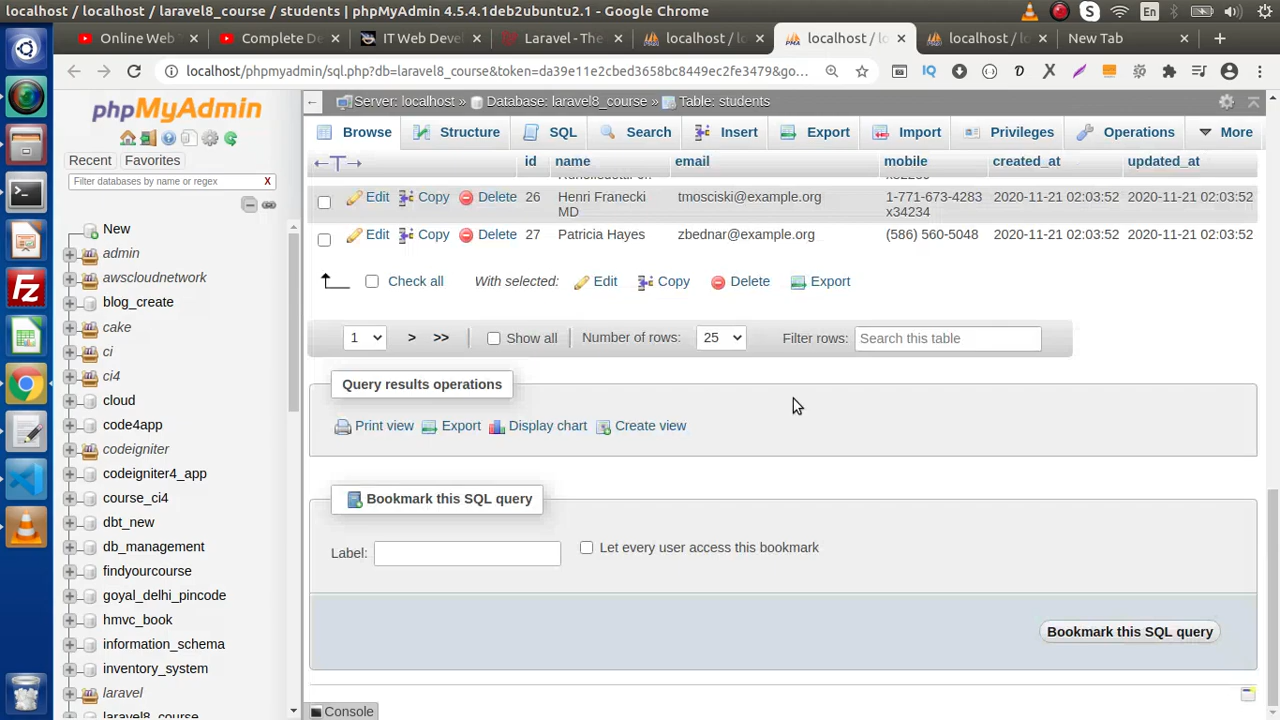 localhost / localhost / laravel8_course / students | phpMyAdmin 4.5.4.1deb2ubuntu2.1 - Google Chrome
S En
Online Web
Complete De
IT Web Devel
Laravel - The
localhost / lo
localhost / lo
localhost / lo
New Tab
localhost/phpmyadmin/sql.php?db=laravel8_course&token=da39e11e2cbed3658bc8449ec2fe3479&go...
IQ
phpMyAdmin
Recent Favorites
Filter databases by name or regex X
New
admin
awscloudnetwork
blog_create
cake
ci
ci4
cloud
code4app
codeigniter
codeigniter4_app
course_ci4
dbt_new
db_management
findyourcourse
goyal_delhi_pincode
hmvc_book
information_schema
inventory_system
laravel
laravel8_course
Server: localhost » Database: laravel8_course » Table: students
Browse Structure SQL Search Insert Export Import Privileges Operations More
←T→ id name email mobile created_at updated_at
Edit Copy Delete 26 Henri Franecki MD tmosciski@example.org 1-771-673-4283 x34234 2020-11-21 02:03:52 2020-11-21 02:03:52
Edit Copy Delete 27 Patricia Hayes zbednar@example.org (586) 560-5048 2020-11-21 02:03:52 2020-11-21 02:03:52
Check all With selected: Edit Copy Delete Export
1 > >> Show all Number of rows: 25 Filter rows: Search this table
Query results operations
Print view Export Display chart Create view
Bookmark this SQL query
Label: Let every user access this bookmark
Bookmark this SQL query
Console